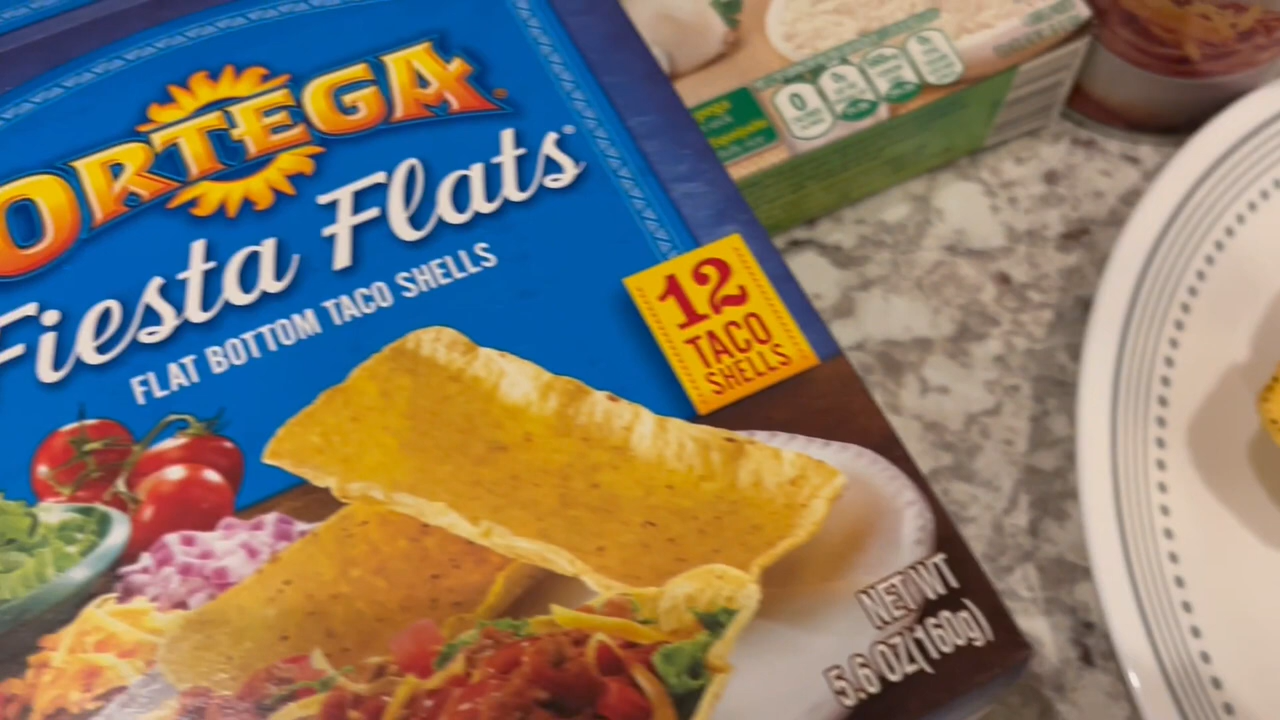 ORTEGA
Fiesta Flats
FLAT BOTTOM TACO SHELLS
12
TACO
SHELLS
NET WT
5.6 OZ (160g)
0